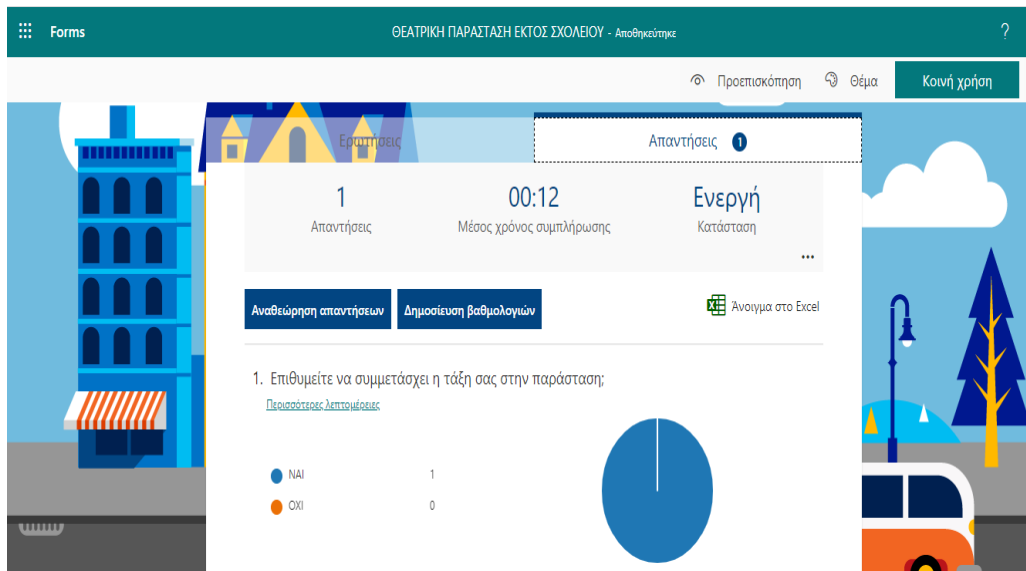 Forms
ΘΕΑΤΡΙΚΗ ΠΑΡΑΣΤΑΣΗ ΕΚΤΟΣ ΣΧΟΛΕΙΟΥ - Αποθηκεύτηκε
?
Προεπισκόπηση
Θέμα
Κοινή χρήση
Ερωτήσεις
Απαντήσεις 1
1 00:12 Ενεργή
Απαντήσεις Μέσος χρόνος συμπλήρωσης Κατάσταση
...
Αναθεώρηση απαντήσεων
Δημοσίευση βαθμολογιών
Άνοιγμα στο Excel
1. Επιθυμείτε να συμμετάσχει η τάξη σας στην παράσταση;
Περισσότερες λεπτομέρειες
ΝΑΙ 1
ΟΧΙ 0